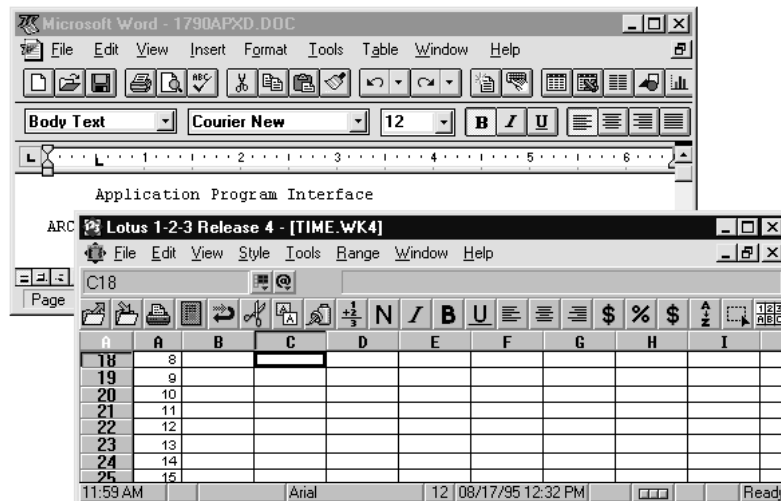 Microsoft Word - 1790APXD.DOC
File Edit View Insert Format Tools Table Window Help
ABC
Body Text Courier New 12 B I U
1 2 3 4 5 6
Application Program Interface
ARC
Page
Lotus 1-2-3 Release 4 - [TIME.WK4]
File Edit View Style Tools Range Window Help
C18 @
N I B U $ % $ A Z 123 ABC
A A B C D E F G H I
18 8
19 9
20 10
21 11
22 12
23 13
24 14
25 15
11:59 AM Arial 12 08/17/95 12:32 PM Read